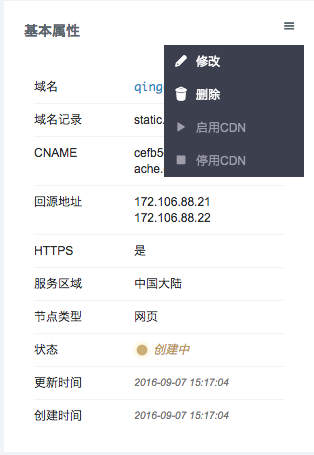 基本属性
修改
删除
启用CDN
停用CDN
域名 qing
域名记录 static.
CNAME cefb5
ache.
回源地址 172.106.88.21
172.106.88.22
HTTPS 是
服务区域 中国大陆
节点类型 网页
状态 创建中
更新时间 2016-09-07 15:17:04
创建时间 2016-09-07 15:17:04